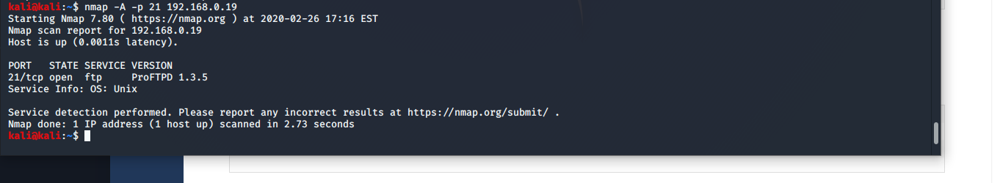 kali@kali:~$ nmap -A -p 21 192.168.0.19
Starting Nmap 7.80 ( https://nmap.org ) at 2020-02-26 17:16 EST
Nmap scan report for 192.168.0.19
Host is up (0.0011s latency).
PORT   STATE SERVICE VERSION
21/tcp open  ftp     ProFTPD 1.3.5
Service Info: OS: Unix
Service detection performed. Please report any incorrect results at https://nmap.org/submit/ .
Nmap done: 1 IP address (1 host up) scanned in 2.73 seconds
kali@kali:~$